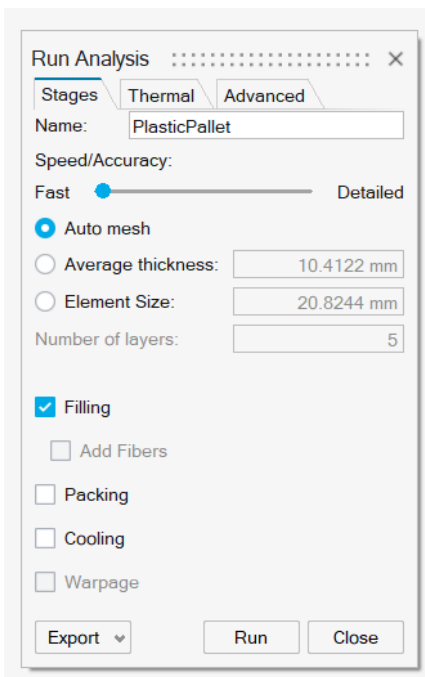 Run Analysis
Stages Thermal Advanced
Name: PlasticPallet
Speed/Accuracy:
Fast Detailed
Auto mesh
Average thickness: 10.4122 mm
Element Size: 20.8244 mm
Number of layers: 5
Filling
Add Fibers
Packing
Cooling
Warpage
Export Run Close